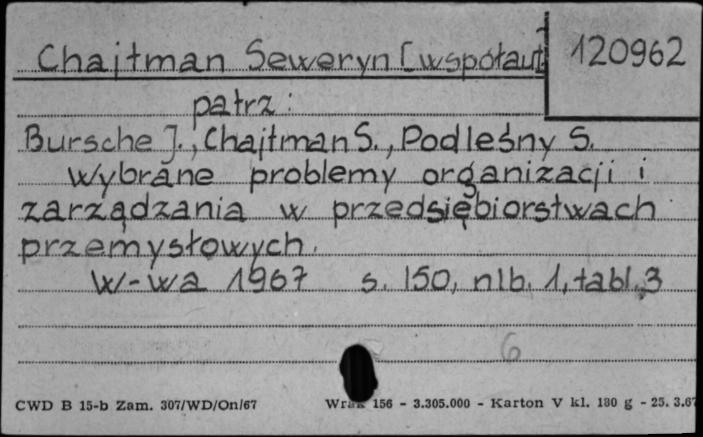 Chajtman Seweryn [współaut
120962
patrz:
Bursche J., Chajtman S., Podleśny S.
Wybrane problemy organizacji i
zarządzania w przedsiębiorstwach
przemysłowych.
W-wa 1967 s. 150, nlb. 1, tabl. 3
6
CWD B 15-b Zam. 307/WD/On/67 156 - 3.305.000 - Karton V kl. 180 g - 25. 3.67